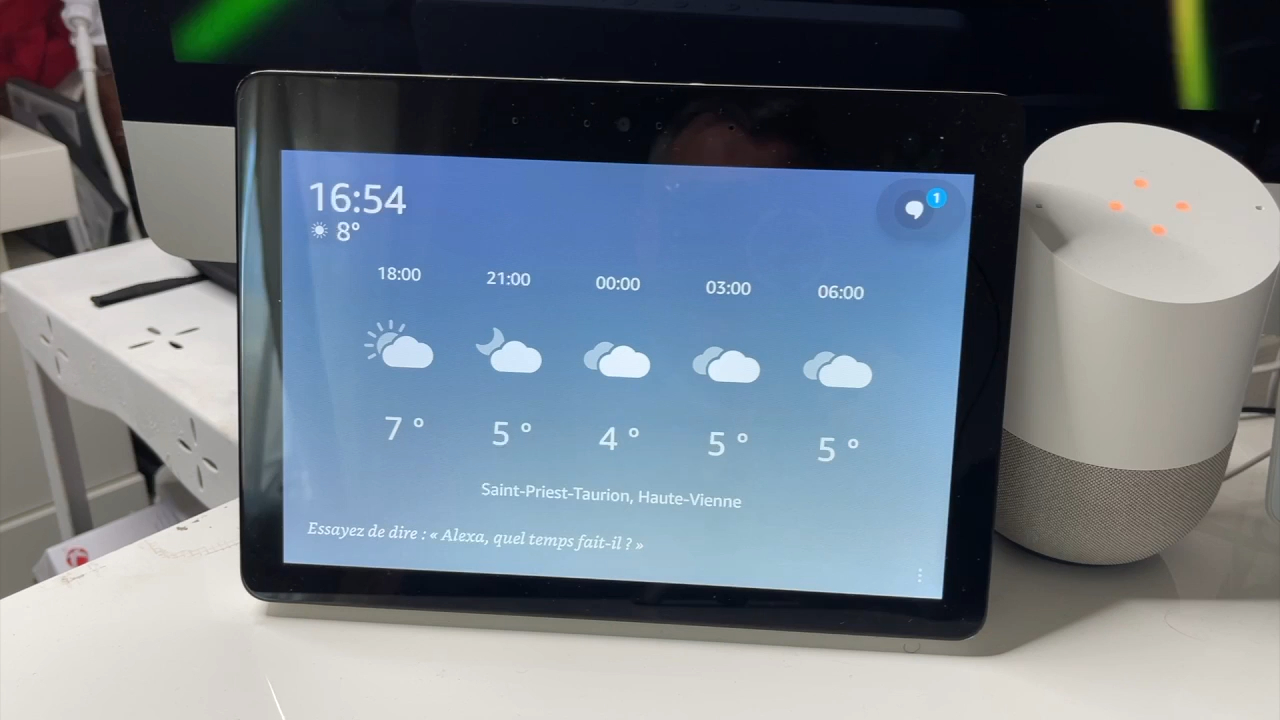 16:54
1
8°
18:00 21:00 00:00 03:00 06:00
7° 5° 4° 5° 5°
Saint-Priest-Taurion, Haute-Vienne
Essayez de dire : « Alexa, quel temps fait-il ? »